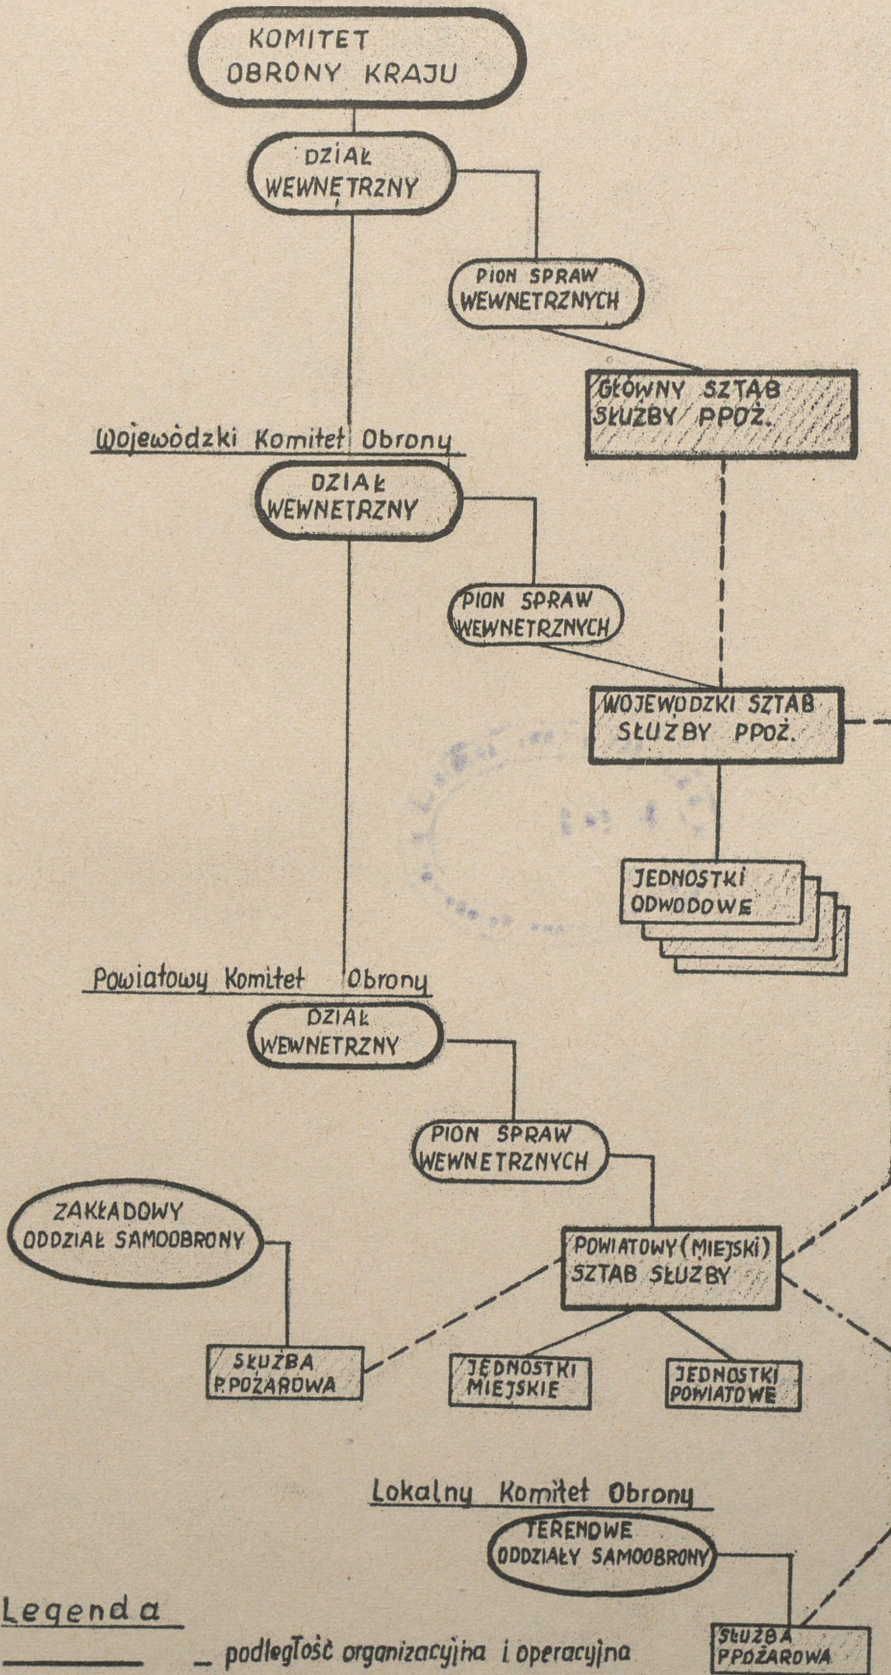 KOMITET
OBRONY KRAJU
DZIAŁ
WEWNĘTRZNY
PION SPRAW
WEWNETRZNYCH
GŁÓWNY SZTAB
SŁUŻBY PPOŻ.
Wojewódzki Komitet Obrony
DZIAŁ
WEWNETRZNY
PION SPRAW
WEWNETRZNYCH
WOJEWODZKI SZTAB
SŁUŻBY PPOŻ.
JEDNOSTKI
ODWODOWE
Powiatowy Komitet Obrony
DZIAŁ
WEWNETRZNY
PION SPRAW
WEWNETRZNYCH
ZAKŁADOWY
ODDZIAŁ SAMOOBRONY
POWIATOWY (MIEJSKI)
SZTAB SŁUŻBY
SŁUŻBA
P.POŻAROWA
JEDNOSTKI
MIEJSKIE
JEDNOSTKI
POWIATOWE
Lokalny Komitet Obrony
TERENOWE
ODDZIAŁY SAMOOBRONY
SŁUŻBA
PPOŻAROWA
Legenda
– podległość organizacyjna i operacyjna